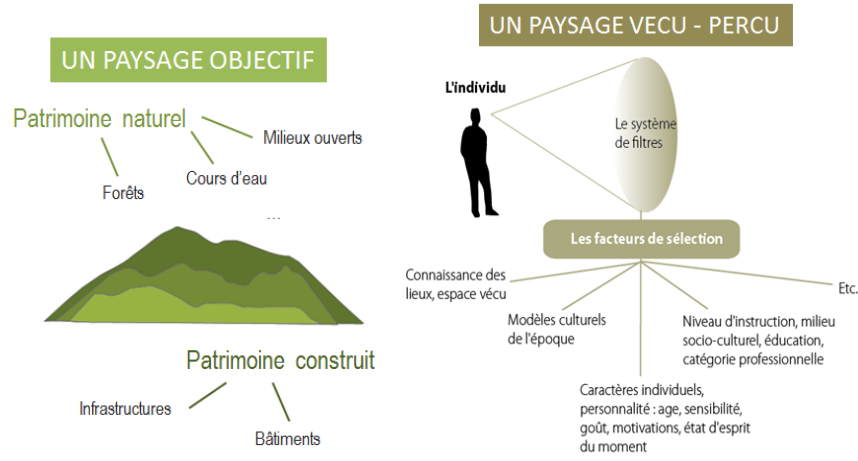 UN PAYSAGE OBJECTIF
Patrimoine naturel
Milieux ouverts
Cours d'eau
Forêts
...
Patrimoine construit
Infrastructures
Bâtiments
UN PAYSAGE VECU - PERCU
L'indivídu
Le système
de filtres
Les facteurs de sélection
Connaissance des
lieux, espace vécu
Modèles culturels
de l'époque
Caractères individuels,
personnalité : age, sensibilité,
goût, motivations, état d'esprit
du moment
Niveau d'instruction, milieu
socio-culturel, éducation,
catégorie professionnelle
Etc.